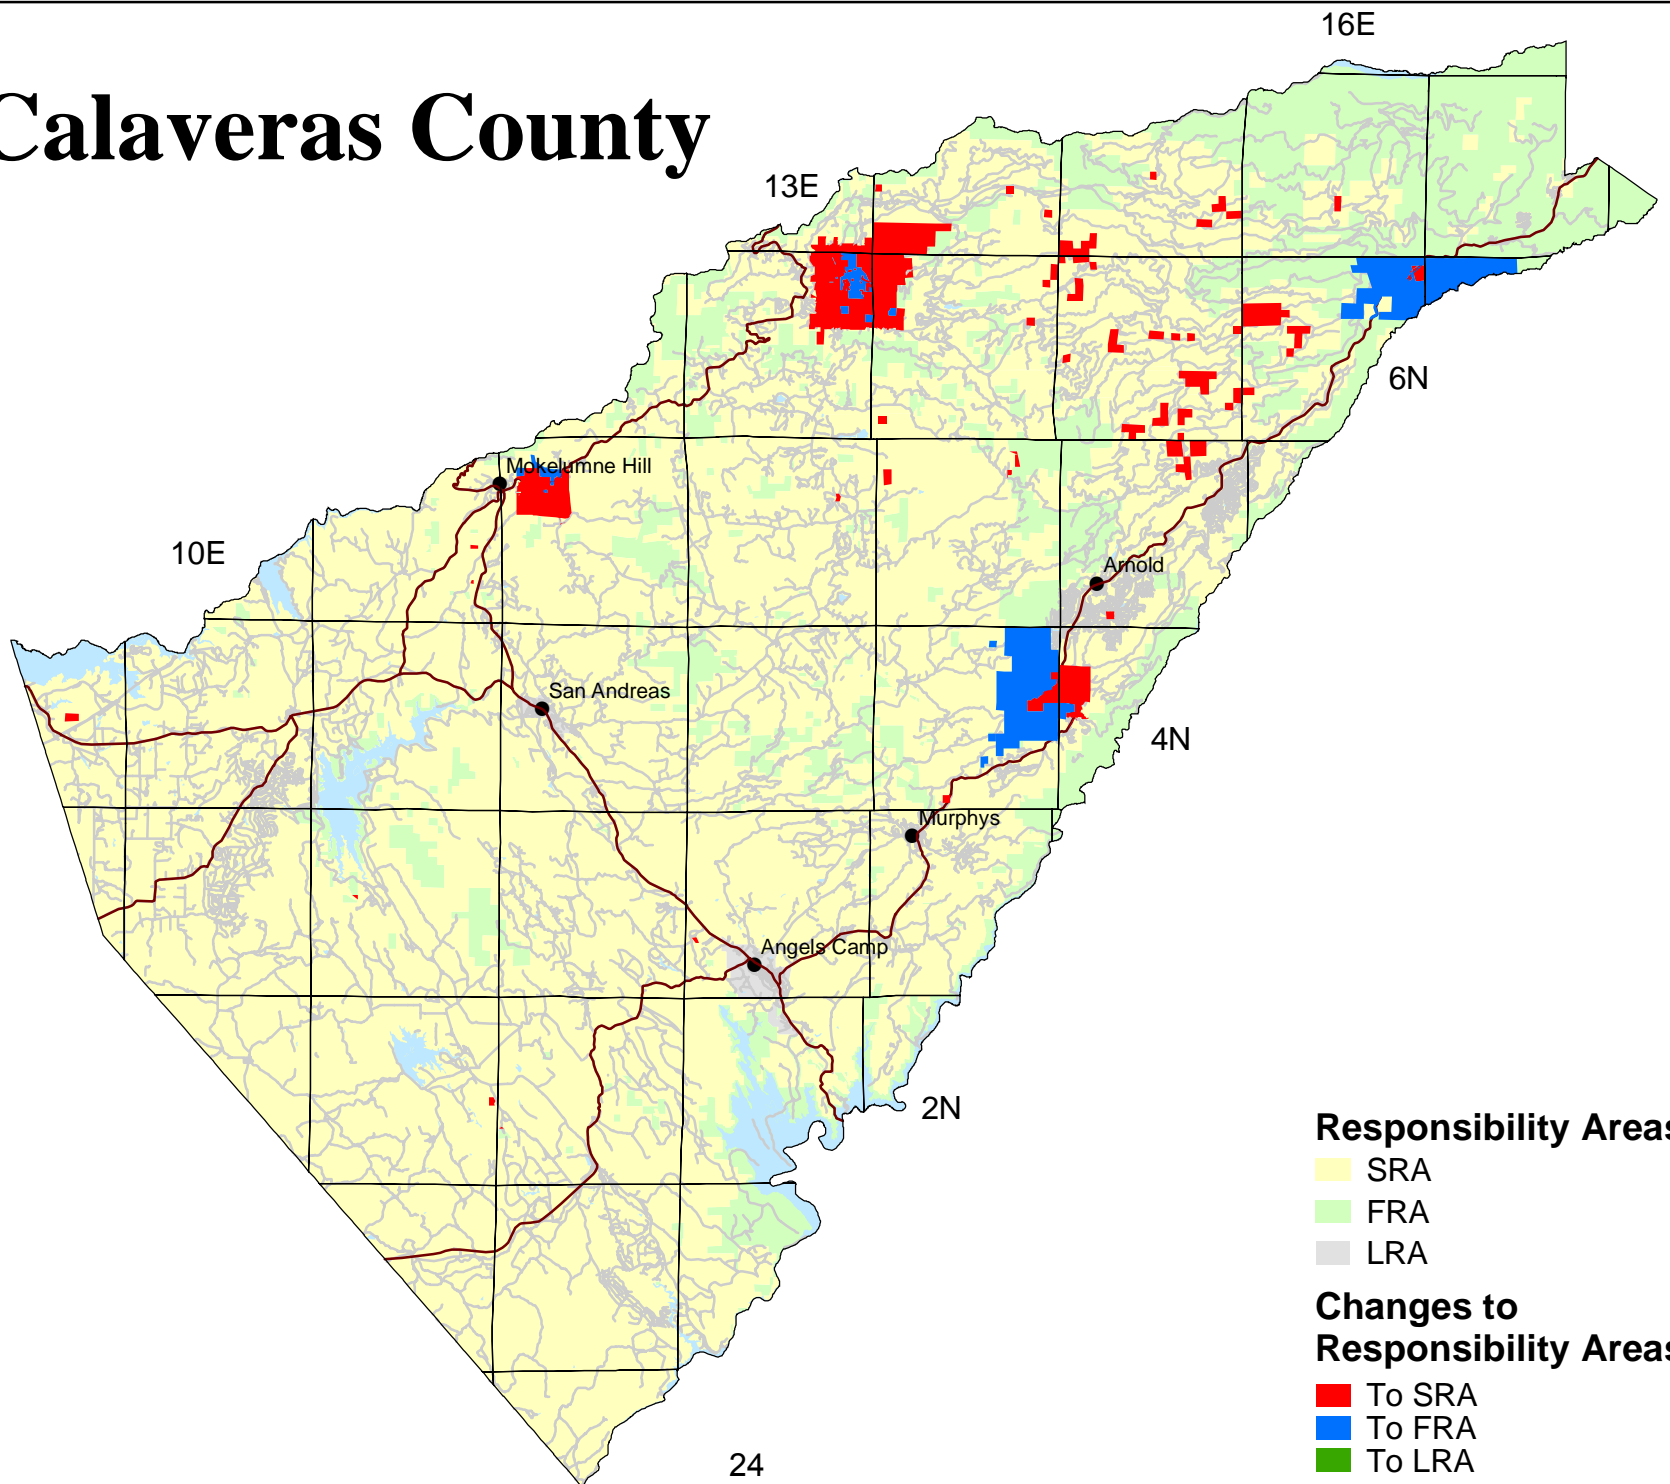 16E
Calaveras County
13E
6N
Mokelumne Hill
10E
Arnold
San Andreas
4N
Murphys
Angels Camp
2N
Responsibility Areas
SRA
FRA
LRA
Changes to
Responsibility Areas
To SRA
To FRA
To LRA
24